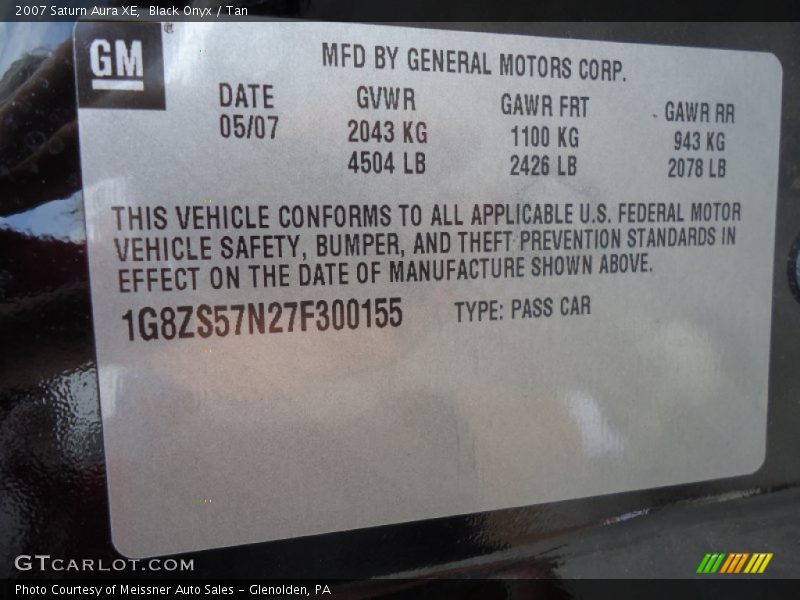 2007 Saturn Aura XE, Black Onyx / Tan
GM
®
MFD BY GENERAL MOTORS CORP.
DATE GVWR GAWR FRT GAWR RR
05/07 2043 KG 1100 KG 943 KG
4504 LB 2426 LB 2078 LB
THIS VEHICLE CONFORMS TO ALL APPLICABLE U.S. FEDERAL MOTOR
VEHICLE SAFETY, BUMPER, AND THEFT PREVENTION STANDARDS IN
EFFECT ON THE DATE OF MANUFACTURE SHOWN ABOVE.
1G8ZS57N27F300155 TYPE: PASS CAR
GTCARLOT.COM
Photo Courtesy of Meissner Auto Sales - Glenolden, PA